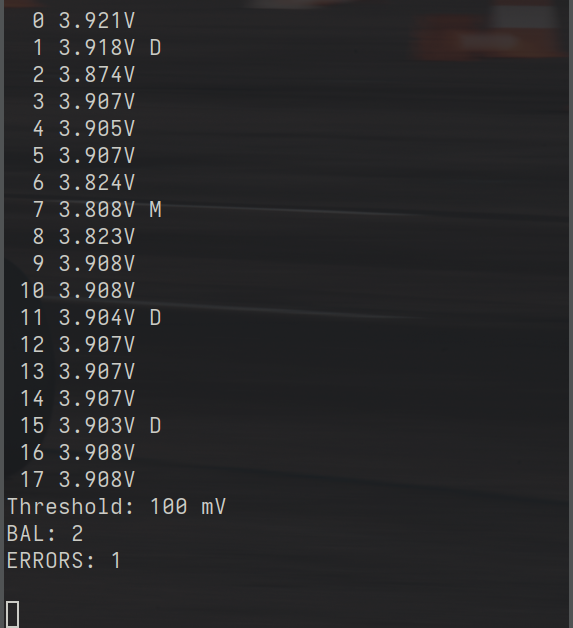 0 3.921V
1 3.918V D
2 3.874V
3 3.907V
4 3.905V
5 3.907V
6 3.824V
7 3.808V M
8 3.823V
9 3.908V
10 3.908V
11 3.904V D
12 3.907V
13 3.907V
14 3.907V
15 3.903V D
16 3.908V
17 3.908V
Threshold: 100 mV
BAL: 2
ERRORS: 1